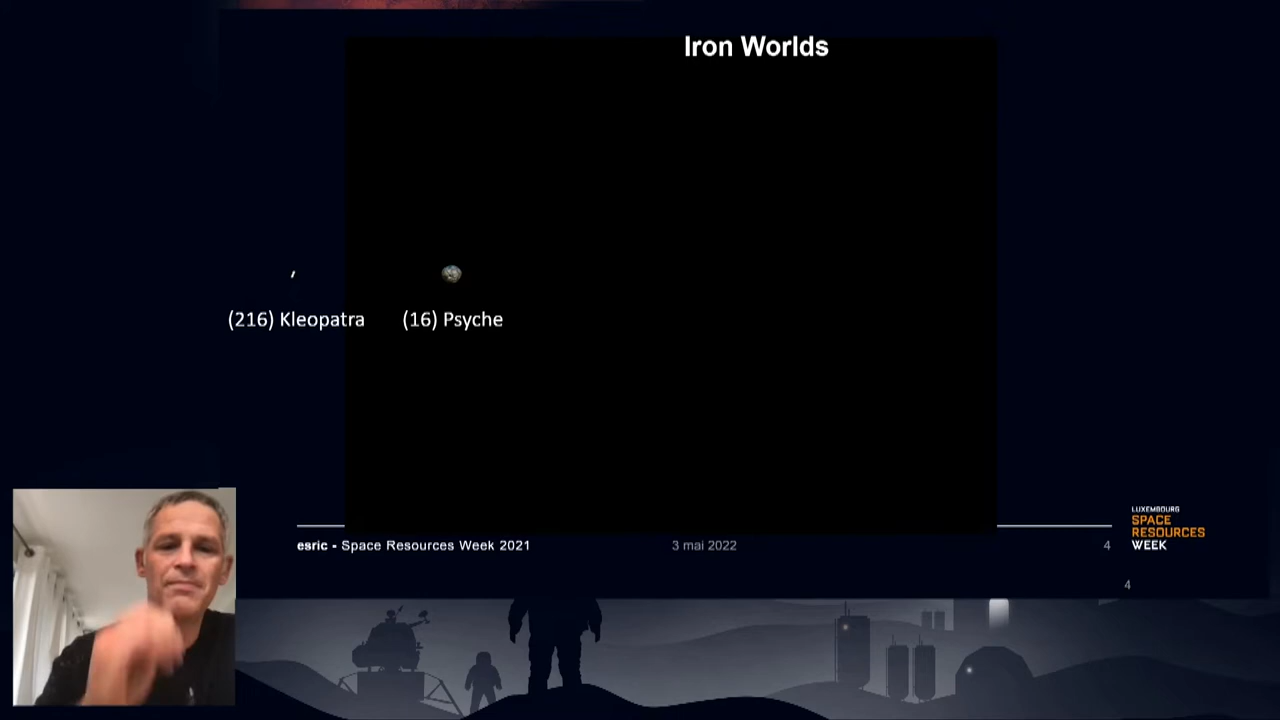 Iron Worlds
(216) Kleopatra
(16) Psyche
esric - Space Resources Week 2021
3 mai 2022
4
LUXEMBOURG
SPACE
RESOURCES
WEEK
4